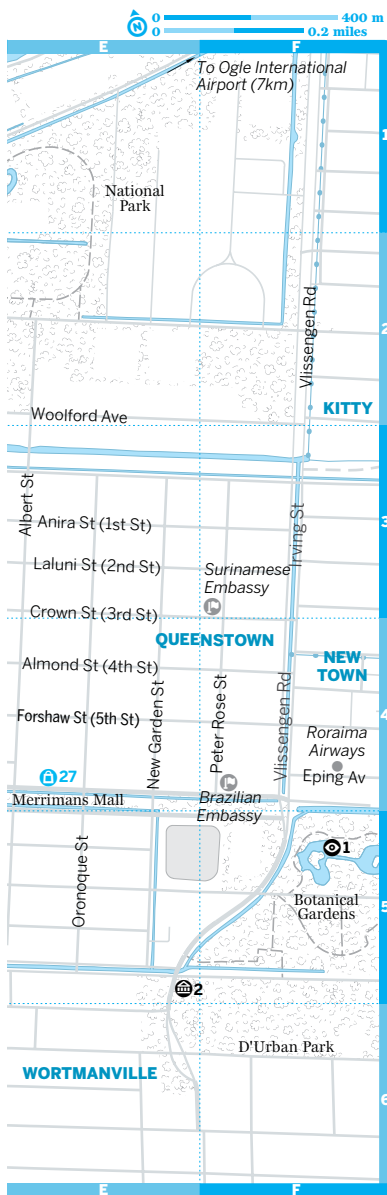 N
0 400 m
0 0.2 miles
E F
To Ogle International
Airport (7km)
1
National
Park
2
Vlissengen Rd
KITTY
Woolford Ave
3
Albert St
Anira St (1st St)
Irving St
Laluni St (2nd St)
Surinamese
Embassy
Crown St (3rd St)
QUEENSTOWN
NEW
TOWN
Almond St (4th St)
New Garden St
Peter Rose St
Vlissengen Rd
4
Forshaw St (5th St)
Roraima
Airways
27
Eping Av
Merrimans Mall
Brazilian
Embassy
1
Oronoque St
Botanical
Gardens
5
2
D'Urban Park
WORTMANVILLE
6
E F